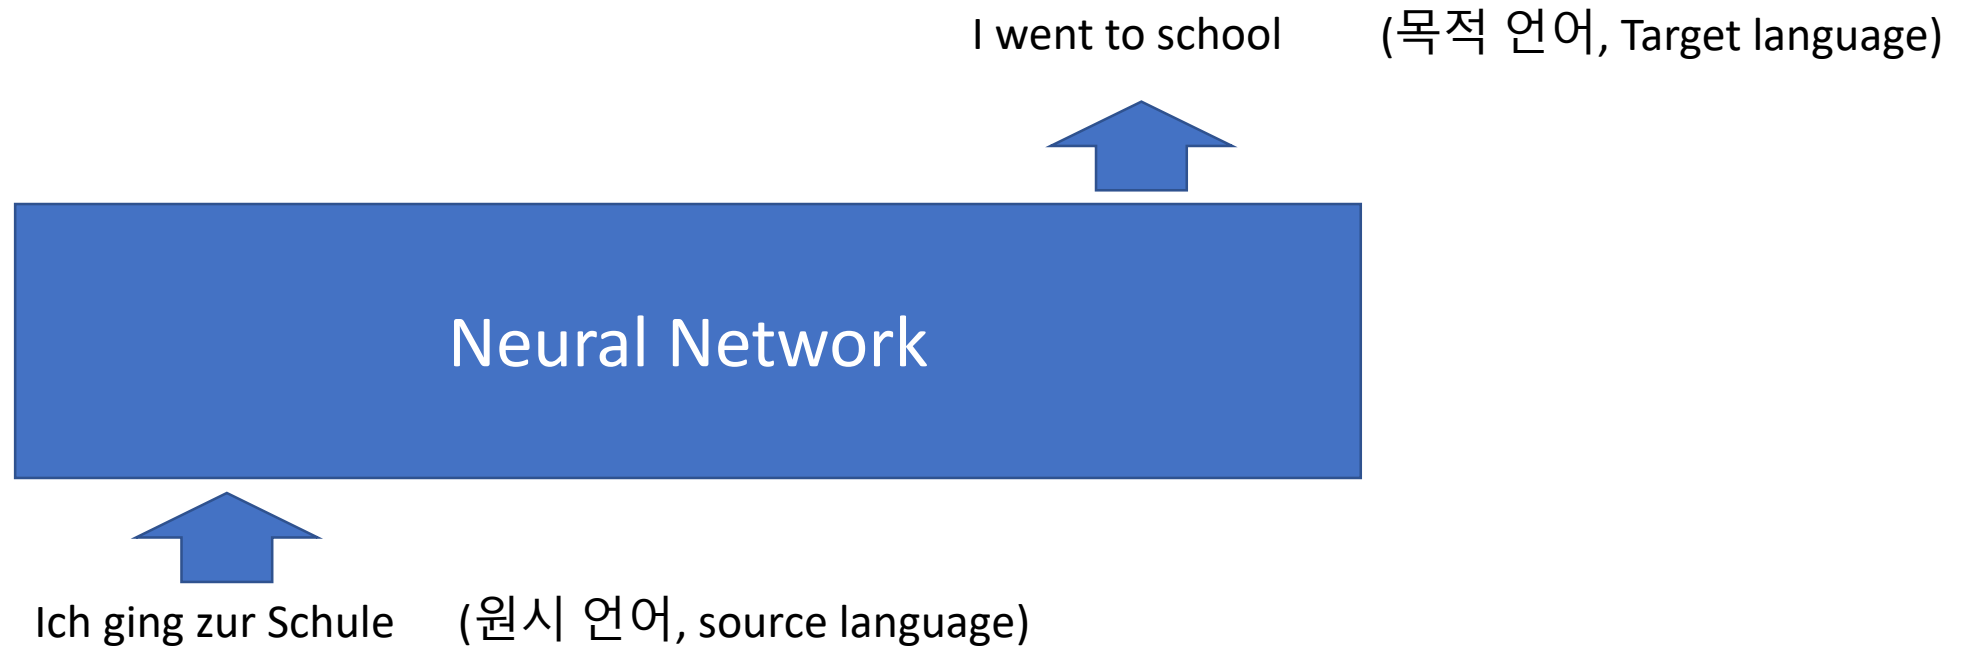 I went to school (목적 언어, Target language)
Neural Network
Ich ging zur Schule (원시 언어, source language)